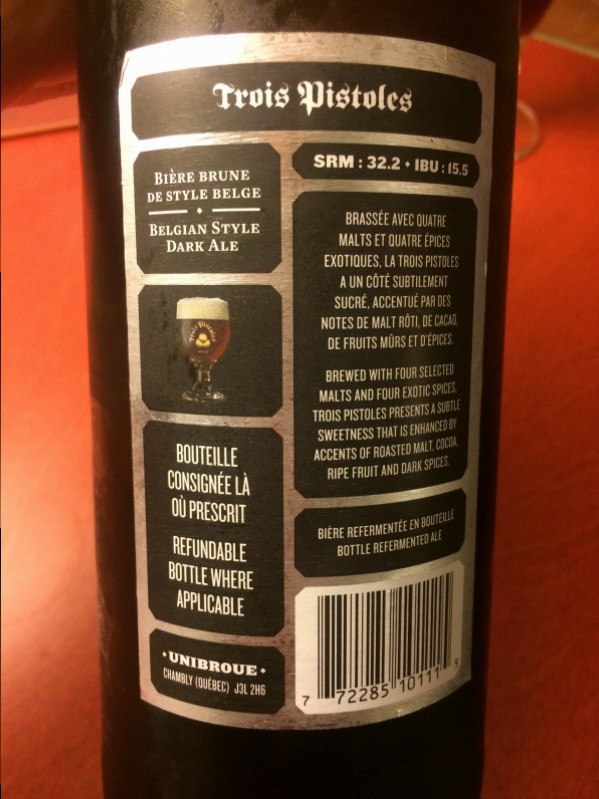 Trois Pistoles
BIÈRE BRUNE
DE STYLE BELGE
BELGIAN STYLE
DARK ALE
Trois Pistoles
BOUTEILLE
CONSIGNÉE LÀ
OÙ PRESCRIT
REFUNDABLE
BOTTLE WHERE
APPLICABLE
• UNIBROUE •
CHAMBLY (QUÉBEC) J3L 2H6
SRM : 32.2 • IBU : 15.5
BRASSÉE AVEC QUATRE
MALTS ET QUATRE ÉPICES
EXOTIQUES, LA TROIS PISTOLES
A UN CÔTÉ SUBTILEMENT
SUCRÉ, ACCENTUÉ PAR DES
NOTES DE MALT RÔTI, DE CACAO,
DE FRUITS MÛRS ET D'ÉPICES.
BREWED WITH FOUR SELECTED
MALTS AND FOUR EXOTIC SPICES,
TROIS PISTOLES PRESENTS A SUBTLE
SWEETNESS THAT IS ENHANCED BY
ACCENTS OF ROASTED MALT, COCOA,
RIPE FRUIT AND DARK SPICES.
BIÈRE REFERMENTÉE EN BOUTEILLE
BOTTLE REFERMENTED ALE
7 72285 10111 5